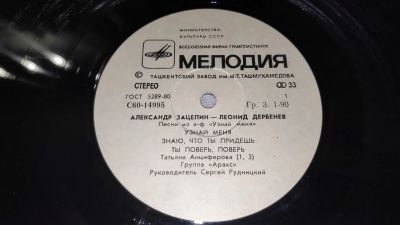 МИНИСТЕРСТВО
КУЛЬТУРЫ СССР
ВСЕСОЮЗНАЯ ФИРМА ГРАМПЛАСТИНОК
МЕЛОДИЯ
ТАШКЕНТСКИЙ ЗАВОД им. М.Т.ТАШМУХАМЕДОВА
СТЕРЕО 33
ГОСТ 5289-80 1
С60-14995 Гр. 3. 1-90
АЛЕКСАНДР ЗАЦЕПИН — ЛЕОНИД ДЕРБЕНЕВ
Песни из к-ф «Узнай меня»
УЗНАЙ МЕНЯ
ЗНАЮ, ЧТО ТЫ ПРИДЕШЬ
ТЫ ПОВЕРЬ, ПОВЕРЬ
Татьяна Анциферова (1, 3)
Группа «Аракс»
Руководитель Сергей Рудницкий